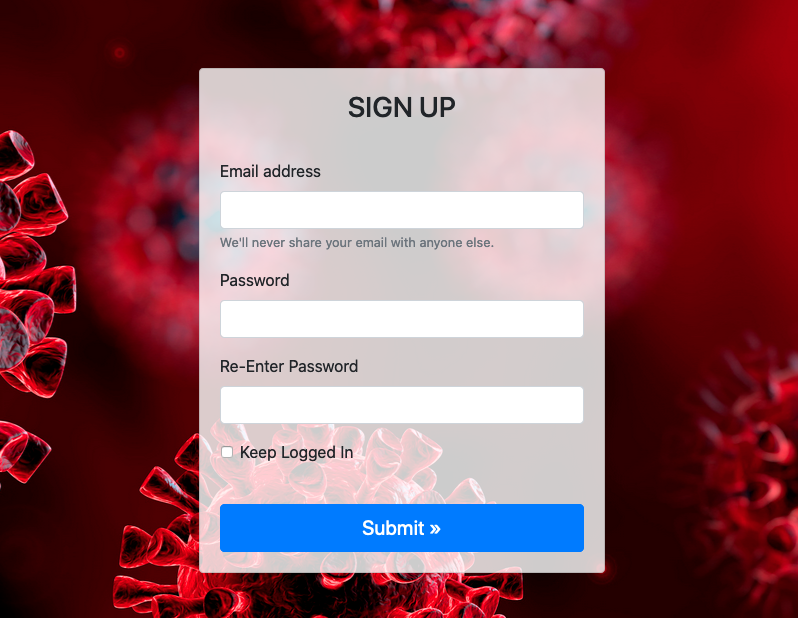 SIGN UP
Email address
We'll never share your email with anyone else.
Password
Re-Enter Password
Keep Logged In
Submit »